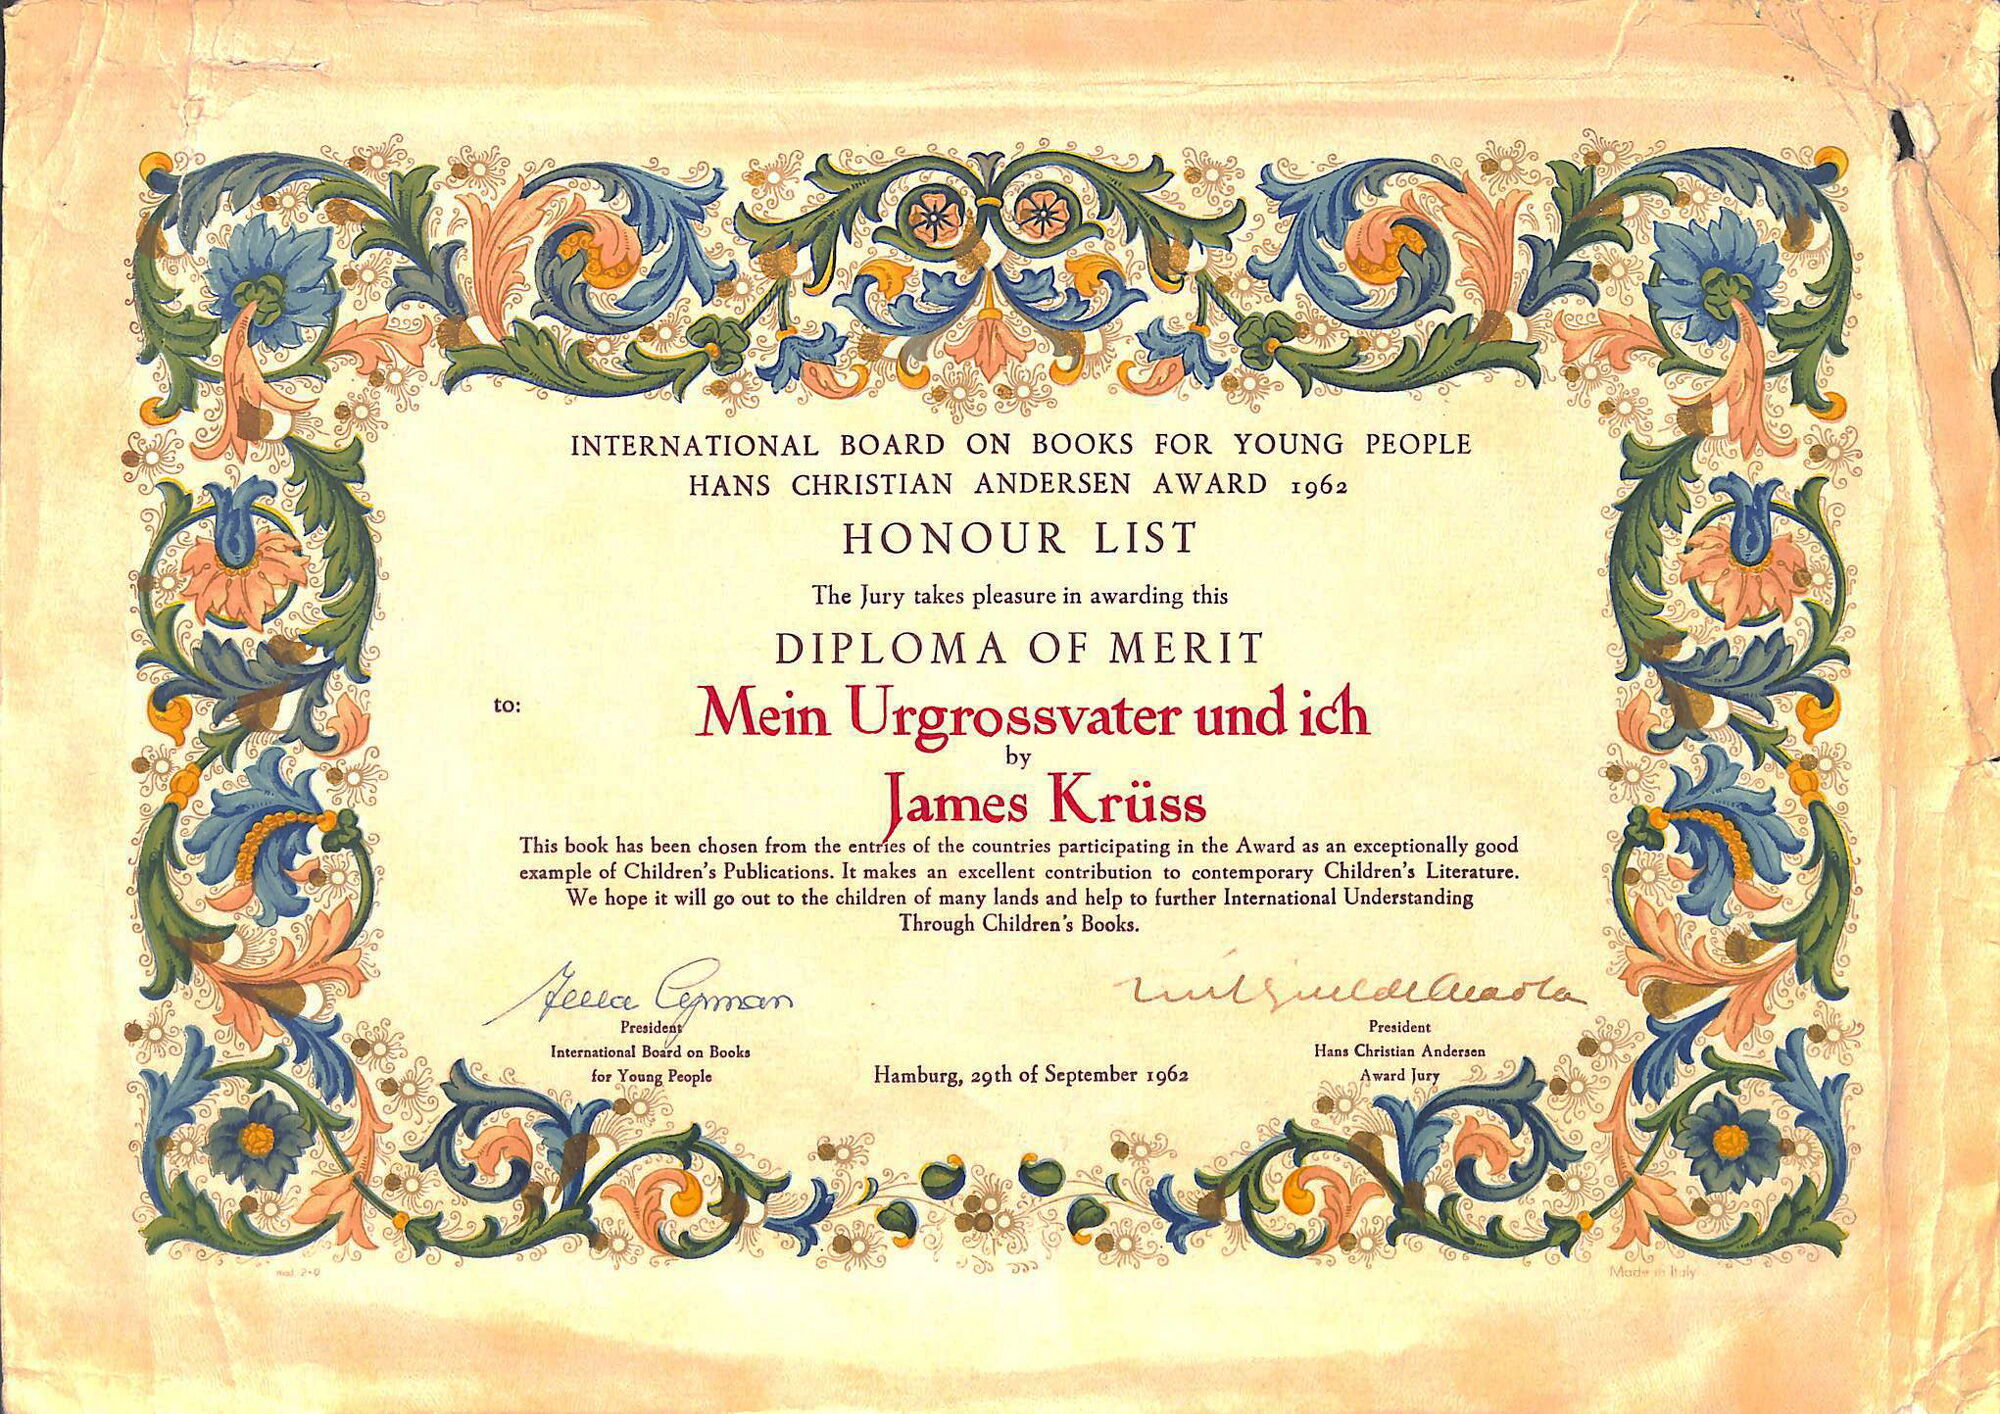 INTERNATIONAL BOARD ON BOOKS FOR YOUNG PEOPLE
HANS CHRISTIAN ANDERSEN AWARD 1962
HONOUR LIST
The Jury takes pleasure in awarding this
DIPLOMA OF MERIT
to: Mein Urgrossvater und ich
by
James Krüss
This book has been chosen from the entries of the countries participating in the Award as an exceptionally good
example of Children's Publications. It makes an excellent contribution to contemporary Children's Literature.
We hope it will go out to the children of many lands and help to further International Understanding
Through Children's Books.
President
International Board on Books
for Young People
Hamburg, 29th of September 1962
President
Hans Christian Andersen
Award Jury
Made in Italy